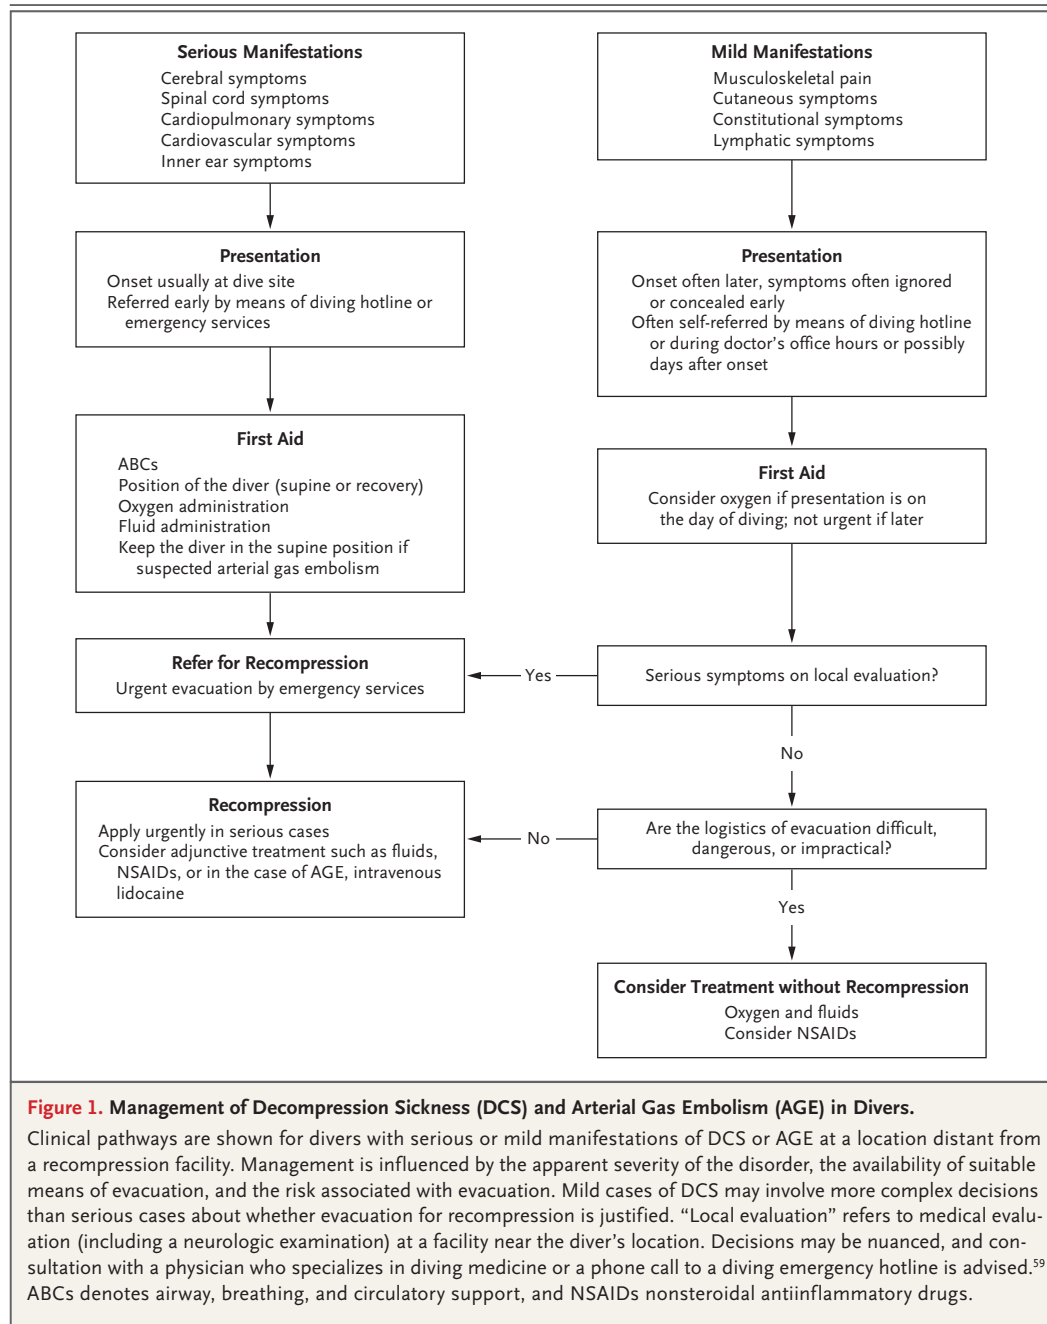 Serious Manifestations
Cerebral symptoms
Spinal cord symptoms
Cardiopulmonary symptoms
Cardiovascular symptoms
Inner ear symptoms
Mild Manifestations
Musculoskeletal pain
Cutaneous symptoms
Constitutional symptoms
Lymphatic symptoms
Presentation
Onset usually at dive site
Referred early by means of diving hotline or
emergency services
Presentation
Onset often later, symptoms often ignored
or concealed early
Often self-referred by means of diving hotline
or during doctor’s office hours or possibly
days after onset
First Aid
ABCs
Position of the diver (supine or recovery)
Oxygen administration
Fluid administration
Keep the diver in the supine position if
suspected arterial gas embolism
First Aid
Consider oxygen if presentation is on
the day of diving; not urgent if later
Refer for Recompression
Urgent evacuation by emergency services
Yes
Serious symptoms on local evaluation?
No
Recompression
Apply urgently in serious cases
Consider adjunctive treatment such as fluids,
NSAIDs, or in the case of AGE, intravenous
lidocaine
No
Are the logistics of evacuation difficult,
dangerous, or impractical?
Yes
Consider Treatment without Recompression
Oxygen and fluids
Consider NSAIDs
Figure 1. Management of Decompression Sickness (DCS) and Arterial Gas Embolism (AGE) in Divers.
Clinical pathways are shown for divers with serious or mild manifestations of DCS or AGE at a location distant from
a recompression facility. Management is influenced by the apparent severity of the disorder, the availability of suitable
means of evacuation, and the risk associated with evacuation. Mild cases of DCS may involve more complex decisions
than serious cases about whether evacuation for recompression is justified. “Local evaluation” refers to medical evalu-
ation (including a neurologic examination) at a facility near the diver’s location. Decisions may be nuanced, and con-
sultation with a physician who specializes in diving medicine or a phone call to a diving emergency hotline is advised.59
ABCs denotes airway, breathing, and circulatory support, and NSAIDs nonsteroidal antiinflammatory drugs.